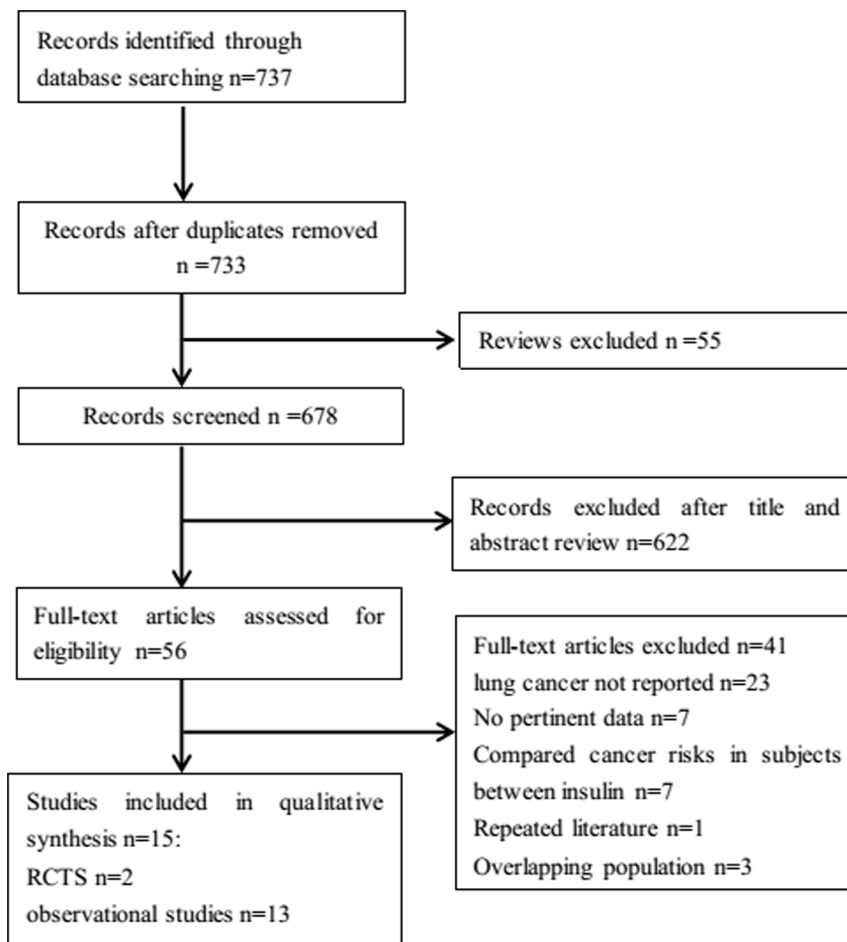 Records identified through
database searching n=737
Records after duplicates removed
n =733
Reviews excluded n =55
Records screened n =678
Records excluded after title and
abstract review n=622
Full-text articles assessed for
eligibility n=56
Full-text articles excluded n=41
lung cancer not reported n=23
No pertinent data n=7
Compared cancer risks in subjects
between insulin n=7
Repeated literature n=1
Overlapping population n=3
Studies included in qualitative
synthesis n=15:
RCTS n=2
observational studies n=13